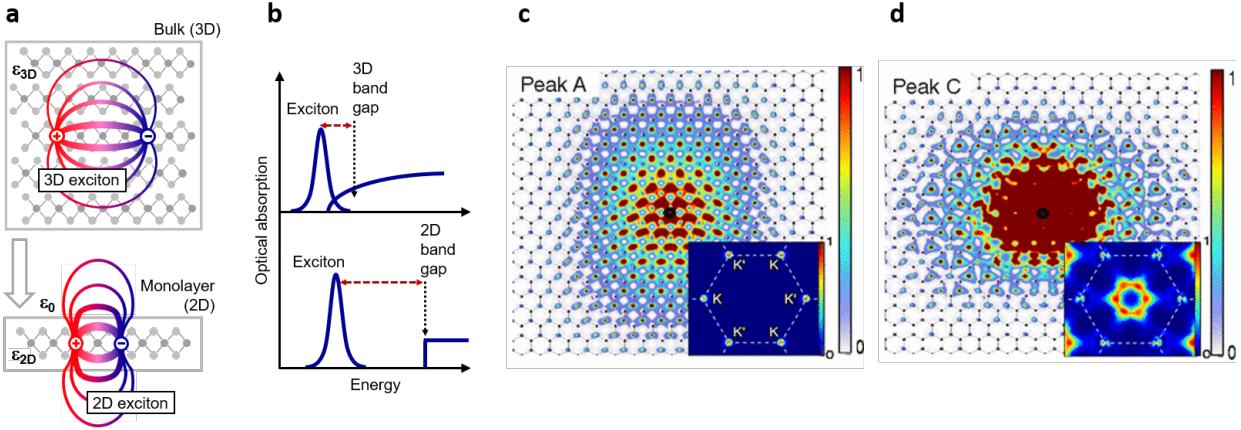 a
Bulk (3D)
ε3D
+
−
3D exciton
Monolayer
(2D)
ε0
+
−
ε2D
2D exciton
b
Optical absorption
Exciton
3D
band
gap
Exciton
2D
band
gap
Energy
c
Peak A
1
0
K'
K
K
K'
K'
K
1
0
d
Peak C
1
0
1
0